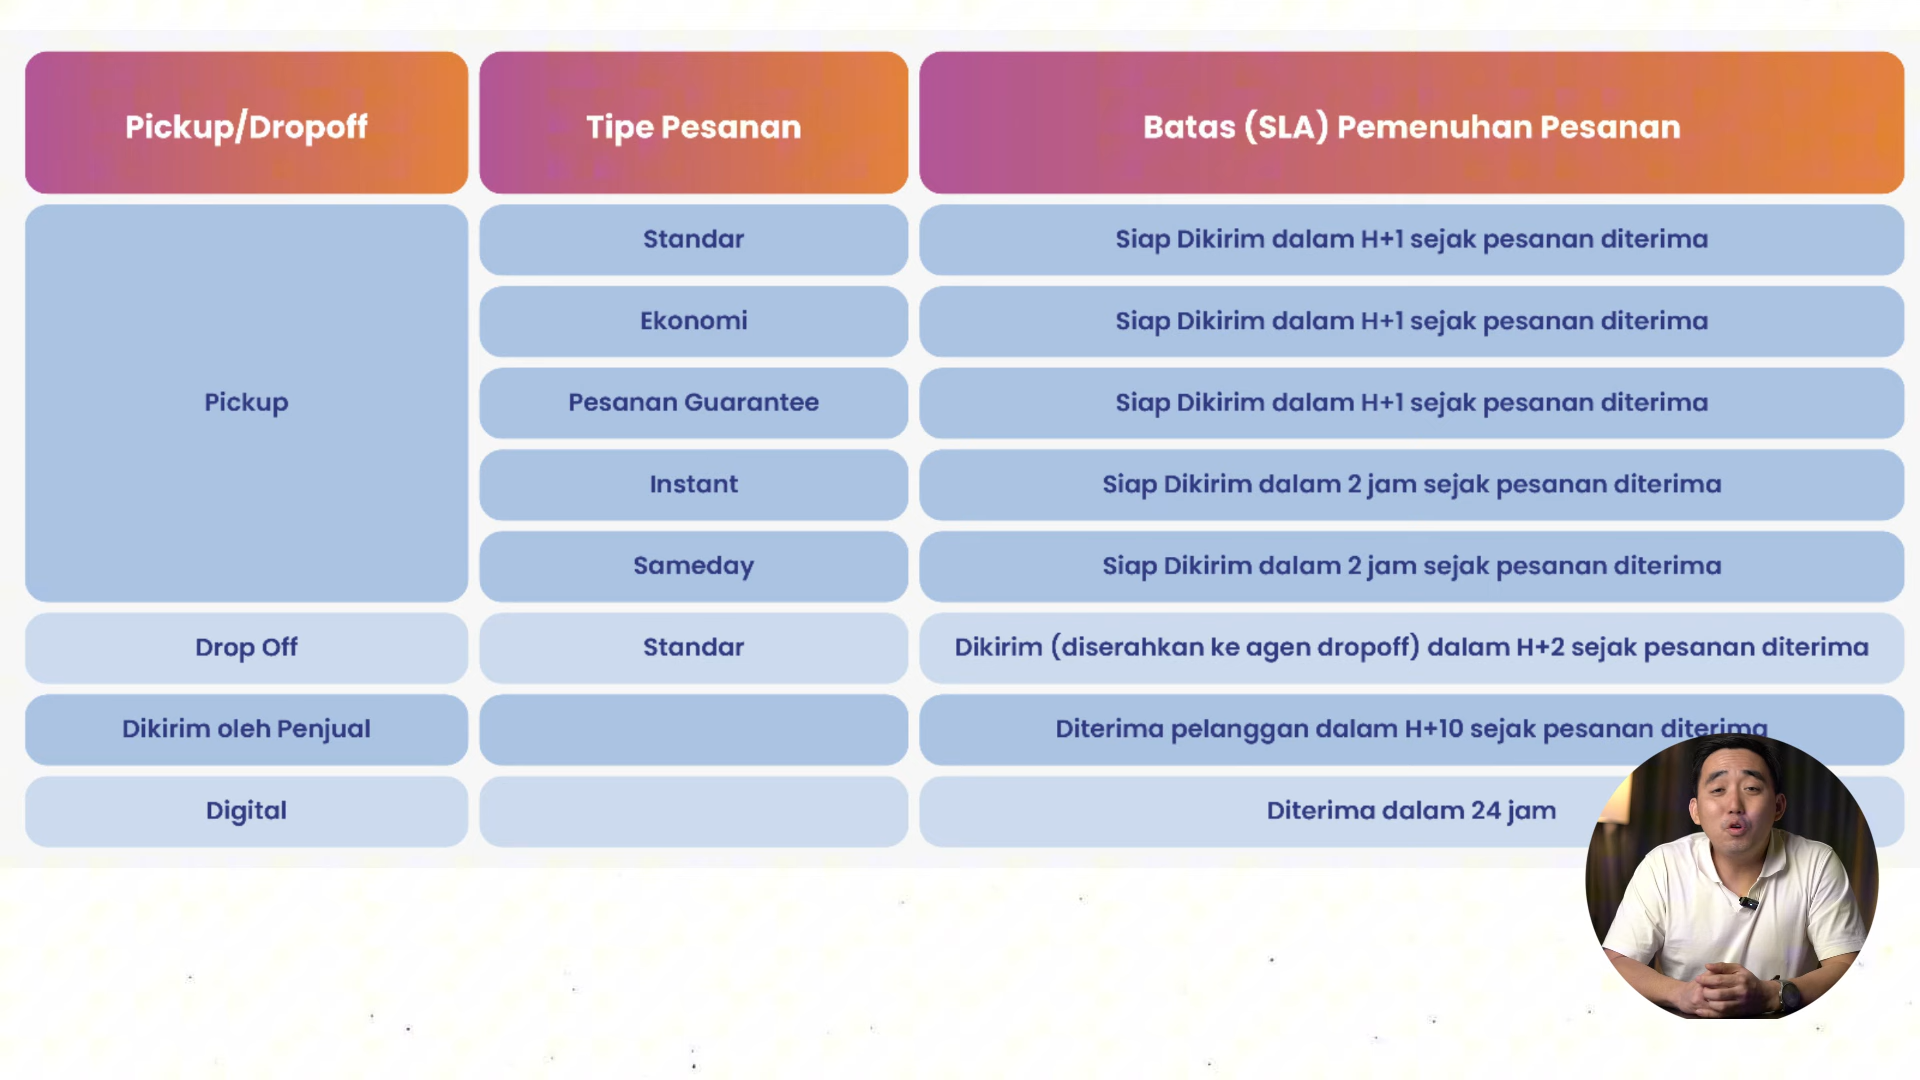 Pickup/Dropoff
Tipe Pesanan
Batas (SLA) Pemenuhan Pesanan
Pickup
Standar
Siap Dikirim dalam H+1 sejak pesanan diterima
Ekonomi
Siap Dikirim dalam H+1 sejak pesanan diterima
Pesanan Guarantee
Siap Dikirim dalam H+1 sejak pesanan diterima
Instant
Siap Dikirim dalam 2 jam sejak pesanan diterima
Sameday
Siap Dikirim dalam 2 jam sejak pesanan diterima
Drop Off
Standar
Dikirim (diserahkan ke agen dropoff) dalam H+2 sejak pesanan diterima
Dikirim oleh Penjual
Diterima pelanggan dalam H+10 sejak pesanan diterima
Digital
Diterima dalam 24 jam